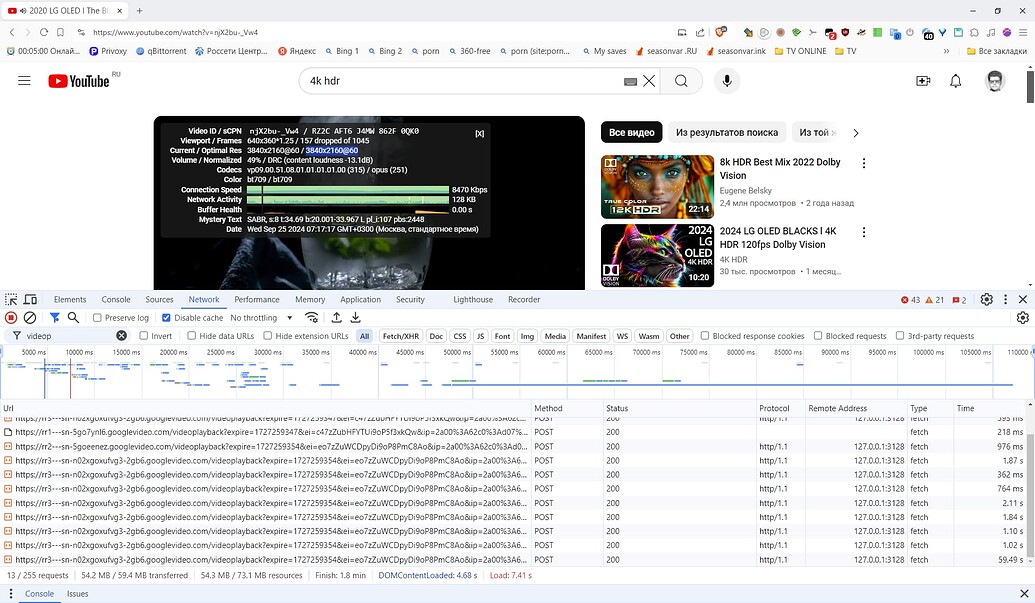 2020 LG OLED l The B
https://www.youtube.com/watch?v=njX2bu-_Vw4
2
40
00:05:00 Онлай...
Privoxy
qBittorrent
Россети Центр...
Яндекс
Bing 1
Bing 2
porn
360-free
porn (site:porn...
My saves
seasonvar .RU
seasonvar.ink
TV ONLINE
TV
»
Все закладки
YouTube RU
4k hdr
Video ID / sCPN njX2bu-_Vw4 / RZ2C AFT6 J4MW 862F 0QK0 [X]
Viewport / Frames 640x360*1.25 / 157 dropped of 1045
Current / Optimal Res 3840x2160@60 / 3840x2160@60
Volume / Normalized 49% / DRC (content loudness -13.1dB)
Codecs vp09.00.51.08.01.01.01.01.00 (315) / opus (251)
Color bt709 / bt709
Connection Speed 8470 Kbps
Network Activity 128 KB
Buffer Health 0.00 s
Mystery Text SABR, s:8 t:34.69 b:20.001-33.967 L pl_i:107 pbs:2448
Date Wed Sep 25 2024 07:17:17 GMT+0300 (Москва, стандартное время)
Все видео
Из результатов поиска
Из той
TRUE COLOR
12K HDR
22:14
8k HDR Best Mix 2022 Dolby
Vision
Eugene Belsky
2,4 млн просмотров • 2 года назад
2024
LG
OLED
4K HDR
DOLBY
VISION
10:20
2024 LG OLED BLACKS l 4K
HDR 120fps Dolby Vision
4K HDR
30 тыс. просмотров • 1 месяц...
Elements
Console
Sources
Network
Performance
Memory
Application
Security
Lighthouse
Recorder
43
21
2
Preserve log
Disable cache
No throttling
videop
Invert
Hide data URLs
Hide extension URLs
All
Fetch/XHR
Doc
CSS
JS
Font
Img
Media
Manifest
WS
Wasm
Other
Blocked response cookies
Blocked requests
3rd-party requests
5000 ms
10000 ms
15000 ms
20000 ms
25000 ms
30000 ms
35000 ms
40000 ms
45000 ms
50000 ms
55000 ms
60000 ms
65000 ms
70000 ms
75000 ms
80000 ms
85000 ms
90000 ms
95000 ms
100000 ms
105000 ms
110000
Url Method Status Protocol Remote Address Type Time
POST 200 http/1.1 127.0.0.1:3128 fetch 393 ms
https://rr1---sn-5go7ynl6.googlevideo.com/videoplayback?expire=1727259347&ei=c47zZubHFYTUi9oP5f3xkQw&ip=2a00%3A62c0%3Ad07%... POST 200 fetch 218 ms
https://rr2---sn-5goeenez.googlevideo.com/videoplayback?expire=1727259354&ei=eo7zZuWCDpyDi9oP8PmC8Ao&ip=2a00%3A62c0%3Ad0... POST 200 http/1.1 127.0.0.1:3128 fetch 976 ms
https://rr3---sn-n02xgoxufvg3-2gb6.googlevideo.com/videoplayback?expire=1727259354&ei=eo7zZuWCDpyDi9oP8PmC8Ao&ip=2a00%3A6... POST 200 http/1.1 127.0.0.1:3128 fetch 1.87 s
https://rr3---sn-n02xgoxufvg3-2gb6.googlevideo.com/videoplayback?expire=1727259354&ei=eo7zZuWCDpyDi9oP8PmC8Ao&ip=2a00%3A6... POST 200 http/1.1 127.0.0.1:3128 fetch 362 ms
https://rr3---sn-n02xgoxufvg3-2gb6.googlevideo.com/videoplayback?expire=1727259354&ei=eo7zZuWCDpyDi9oP8PmC8Ao&ip=2a00%3A6... POST 200 http/1.1 127.0.0.1:3128 fetch 764 ms
https://rr3---sn-n02xgoxufvg3-2gb6.googlevideo.com/videoplayback?expire=1727259354&ei=eo7zZuWCDpyDi9oP8PmC8Ao&ip=2a00%3A6... POST 200 http/1.1 127.0.0.1:3128 fetch 2.11 s
https://rr3---sn-n02xgoxufvg3-2gb6.googlevideo.com/videoplayback?expire=1727259354&ei=eo7zZuWCDpyDi9oP8PmC8Ao&ip=2a00%3A6... POST 200 http/1.1 127.0.0.1:3128 fetch 1.84 s
https://rr3---sn-n02xgoxufvg3-2gb6.googlevideo.com/videoplayback?expire=1727259354&ei=eo7zZuWCDpyDi9oP8PmC8Ao&ip=2a00%3A6... POST 200 http/1.1 127.0.0.1:3128 fetch 1.10 s
https://rr3---sn-n02xgoxufvg3-2gb6.googlevideo.com/videoplayback?expire=1727259354&ei=eo7zZuWCDpyDi9oP8PmC8Ao&ip=2a00%3A6... POST 200 http/1.1 127.0.0.1:3128 fetch 1.02 s
https://rr3---sn-n02xgoxufvg3-2gb6.googlevideo.com/videoplayback?expire=1727259354&ei=eo7zZuWCDpyDi9oP8PmC8Ao&ip=2a00%3A6... POST 200 http/1.1 127.0.0.1:3128 fetch 59.49 s
13 / 255 requests
54.2 MB / 59.4 MB transferred
54.3 MB / 73.1 MB resources
Finish: 1.8 min
DOMContentLoaded: 4.68 s
Load: 7.41 s
Console
Issues